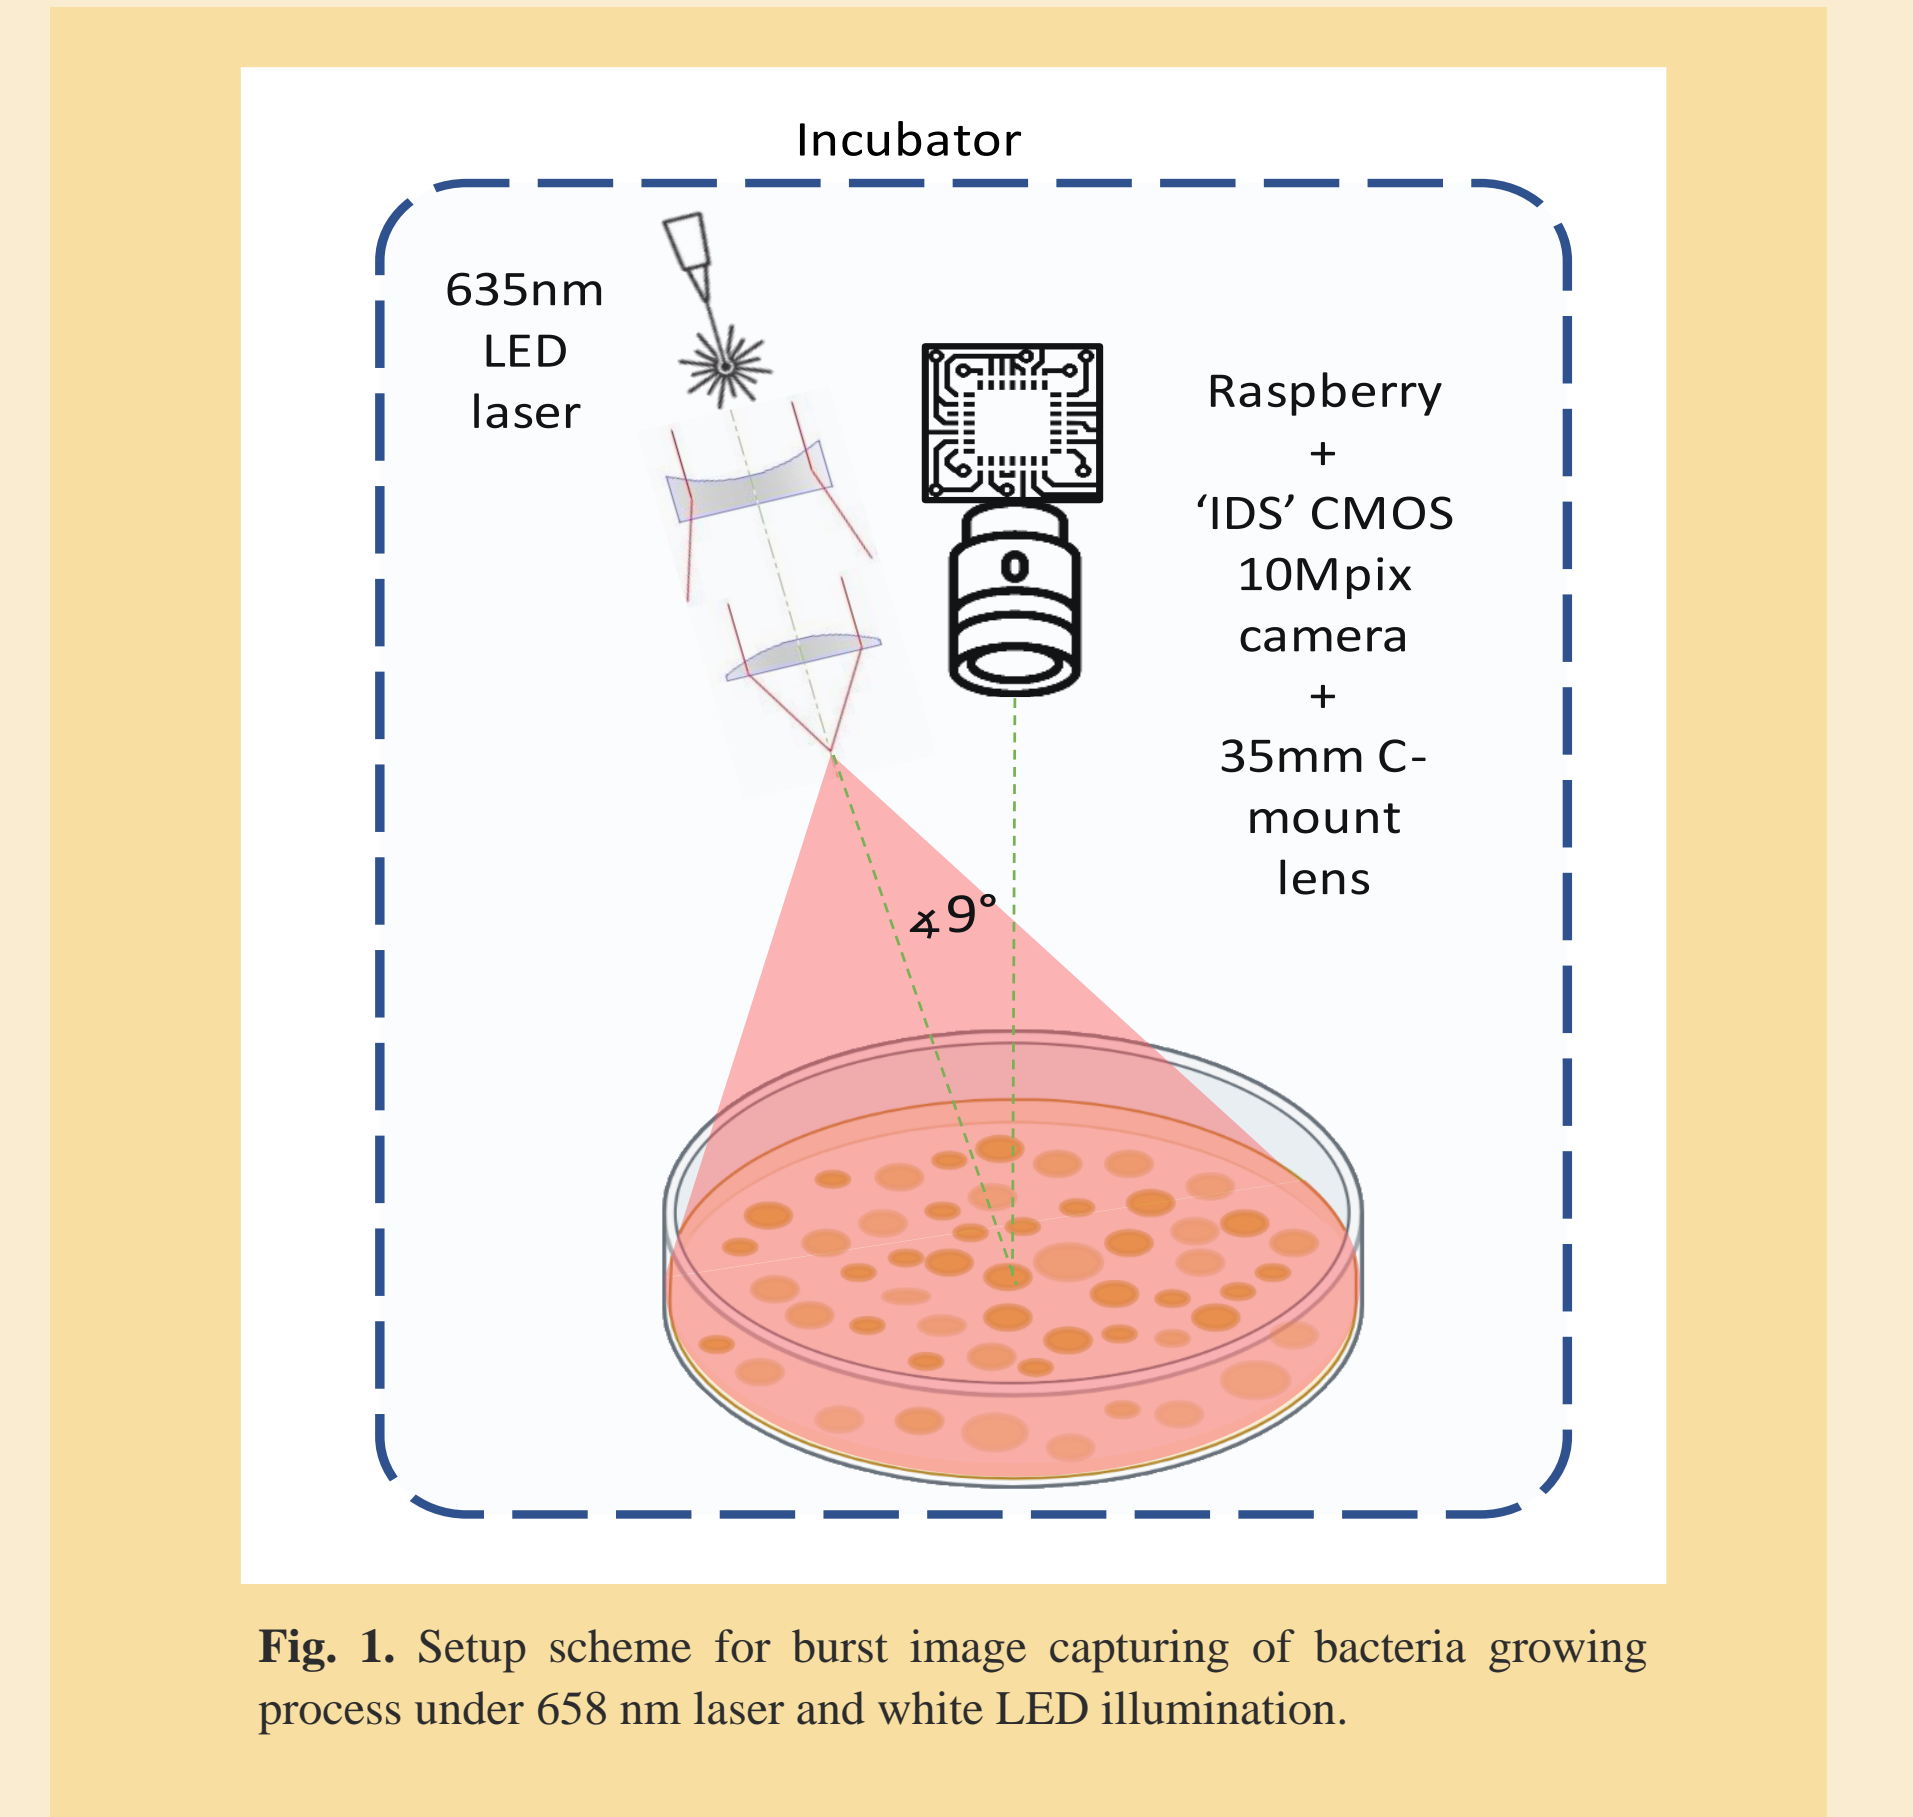 Incubator
635nm
LED
laser
Raspberry
+
‘IDS’ CMOS
10Mpix
camera
+
35mm C-
mount
lens
∡9°
0
Fig. 1. Setup scheme for burst image capturing of bacteria growing
process under 658 nm laser and white LED illumination.